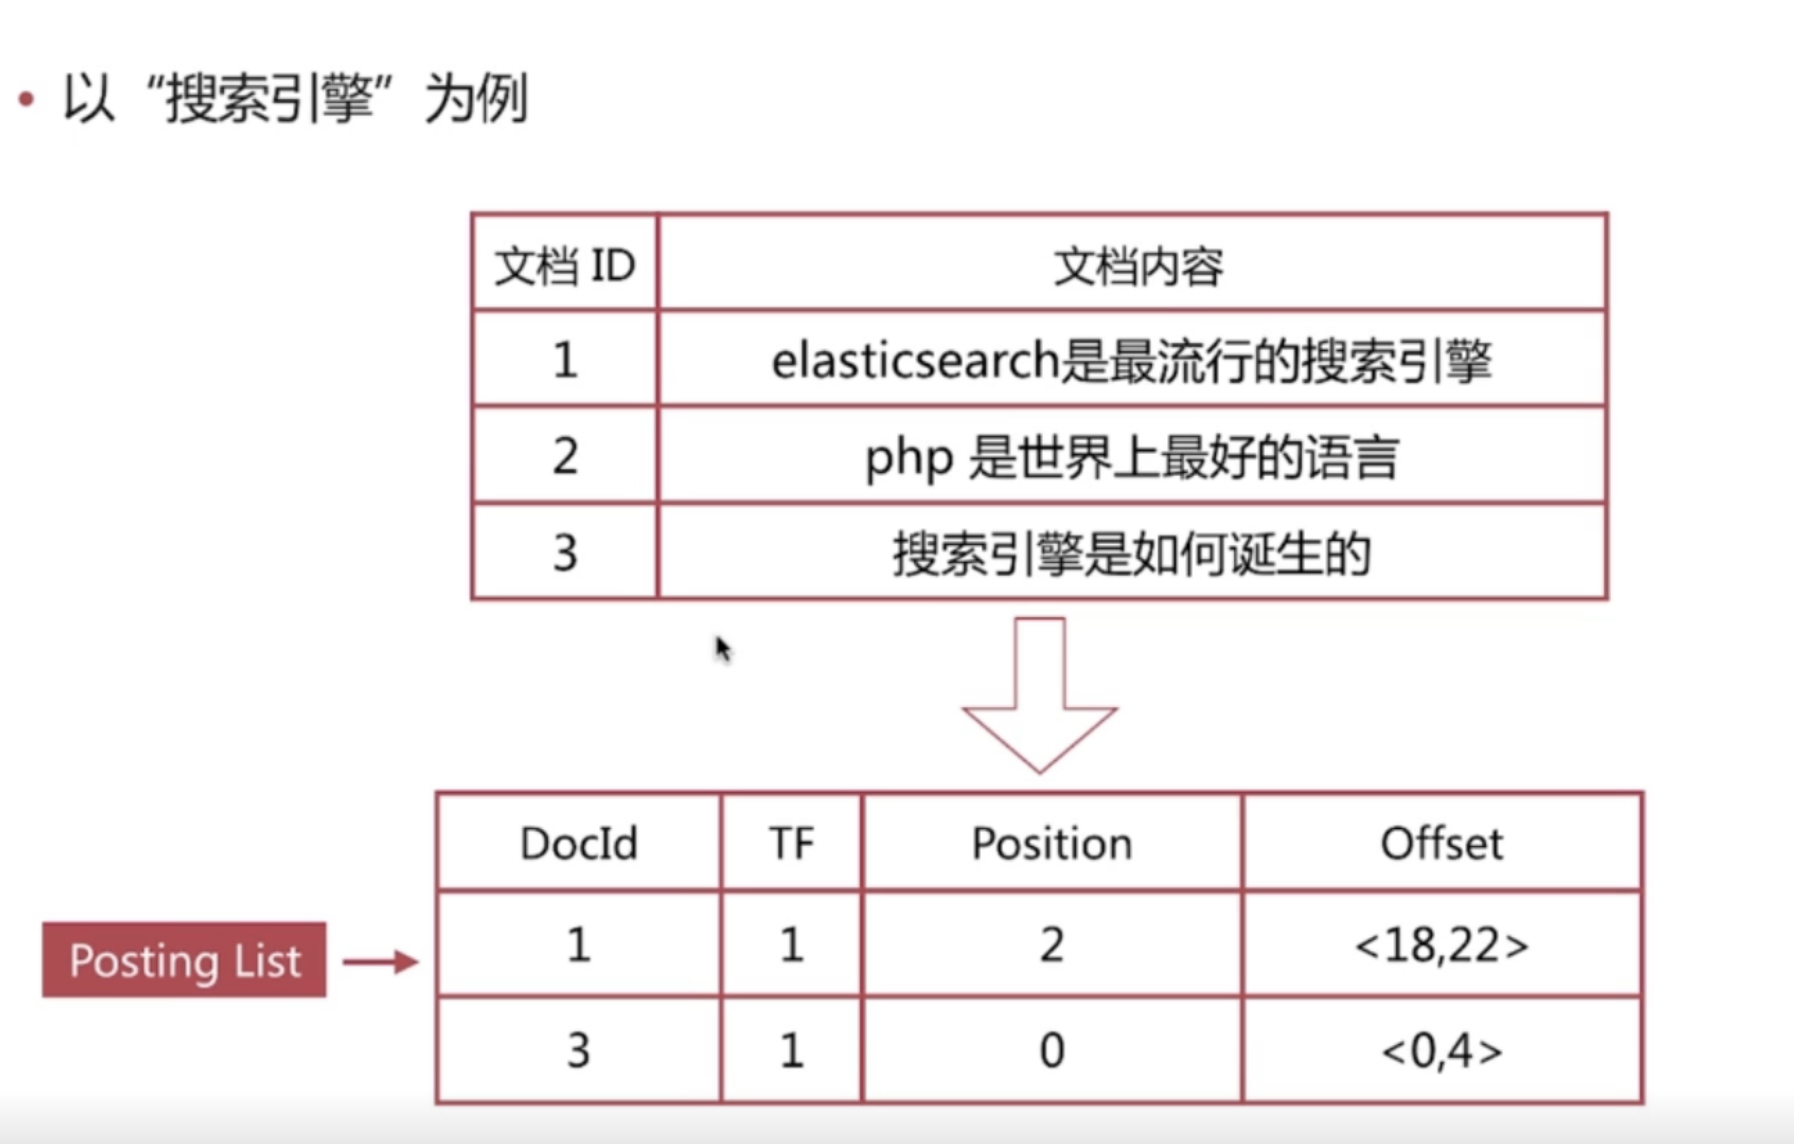 • 以“搜索引擎”为例
文档 ID 文档内容
1 elasticsearch是最流行的搜索引擎
2 php 是世界上最好的语言
3 搜索引擎是如何诞生的
DocId TF Position Offset
1 1 2 <18,22>
Posting List
3 1 0 <0,4>